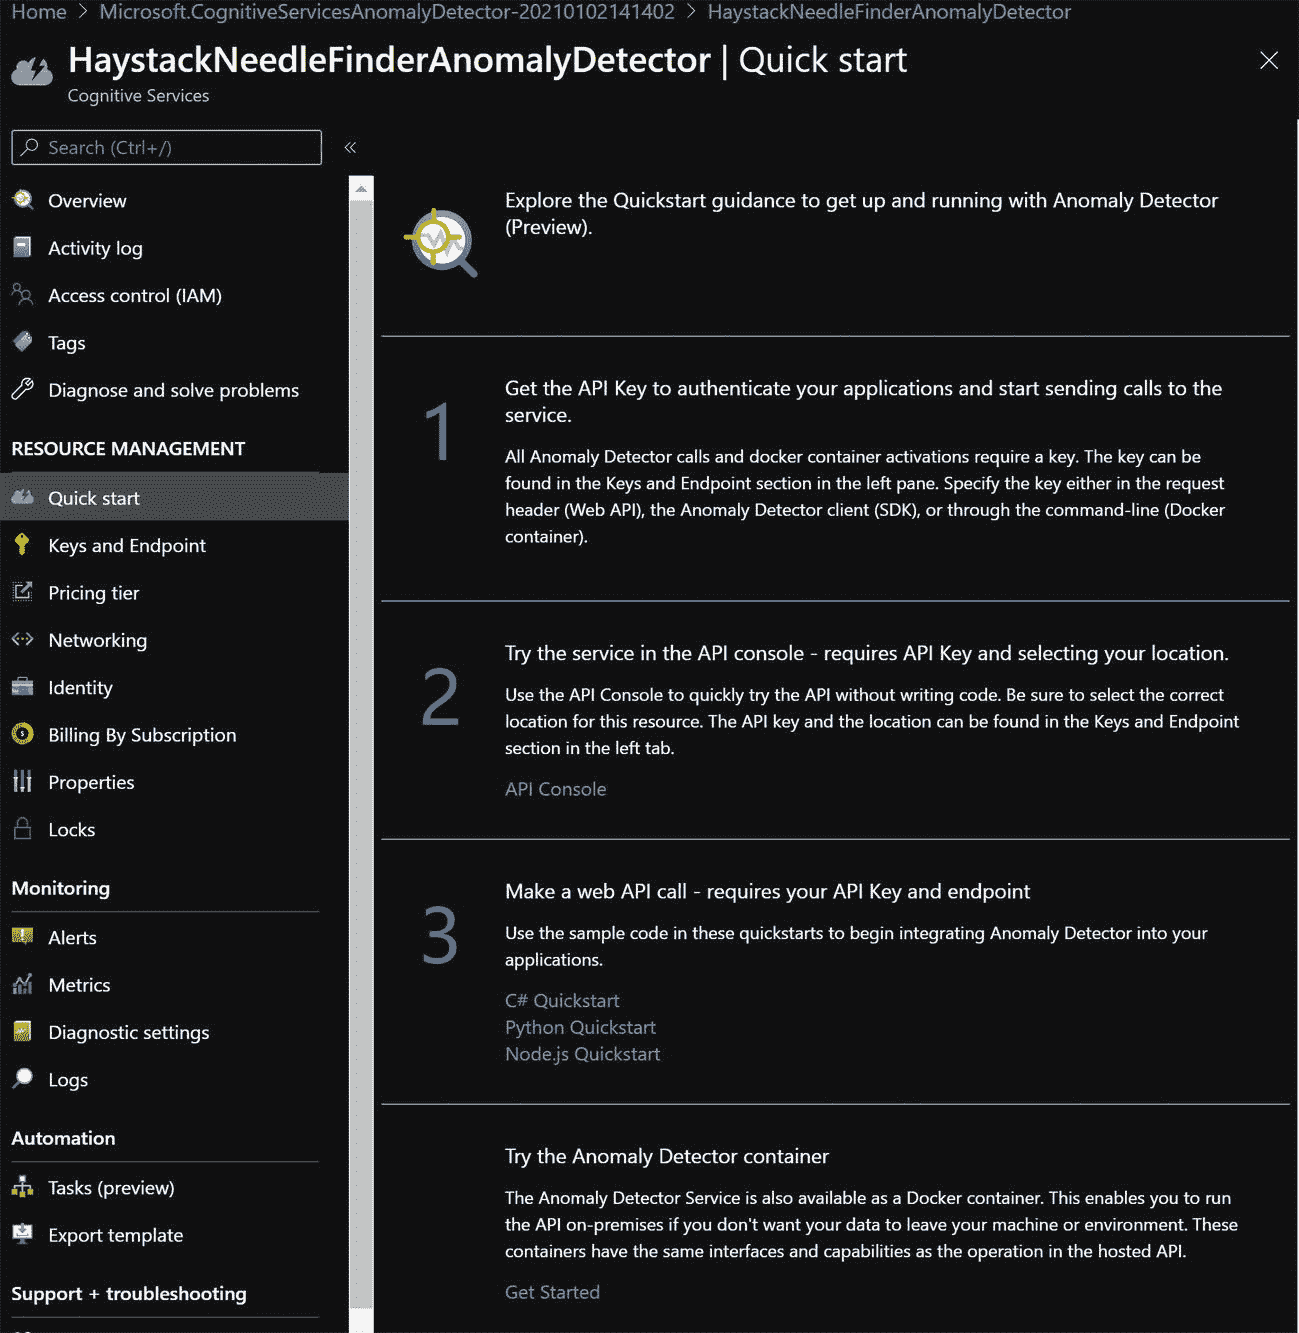 Home > Microsoft.CognitiveServicesAnomalyDetector-20210102141402 > HaystackNeedleFinderAnomalyDetector
HaystackNeedleFinderAnomalyDetector | Quick start
Cognitive Services
Search (Ctrl+/)
«
Overview
Activity log
Access control (IAM)
Tags
Diagnose and solve problems
RESOURCE MANAGEMENT
Quick start
Keys and Endpoint
Pricing tier
Networking
Identity
Billing By Subscription
Properties
Locks
Monitoring
Alerts
Metrics
Diagnostic settings
Logs
Automation
Tasks (preview)
Export template
Support + troubleshooting
Explore the Quickstart guidance to get up and running with Anomaly Detector
(Preview).
1
Get the API Key to authenticate your applications and start sending calls to the
service.
All Anomaly Detector calls and docker container activations require a key. The key can be
found in the Keys and Endpoint section in the left pane. Specify the key either in the request
header (Web API), the Anomaly Detector client (SDK), or through the command-line (Docker
container).
2
Try the service in the API console - requires API Key and selecting your location.
Use the API Console to quickly try the API without writing code. Be sure to select the correct
location for this resource. The API key and the location can be found in the Keys and Endpoint
section in the left tab.
API Console
3
Make a web API call - requires your API Key and endpoint
Use the sample code in these quickstarts to begin integrating Anomaly Detector into your
applications.
C# Quickstart
Python Quickstart
Node.js Quickstart
Try the Anomaly Detector container
The Anomaly Detector Service is also available as a Docker container. This enables you to run
the API on-premises if you don't want your data to leave your machine or environment. These
containers have the same interfaces and capabilities as the operation in the hosted API.
Get Started